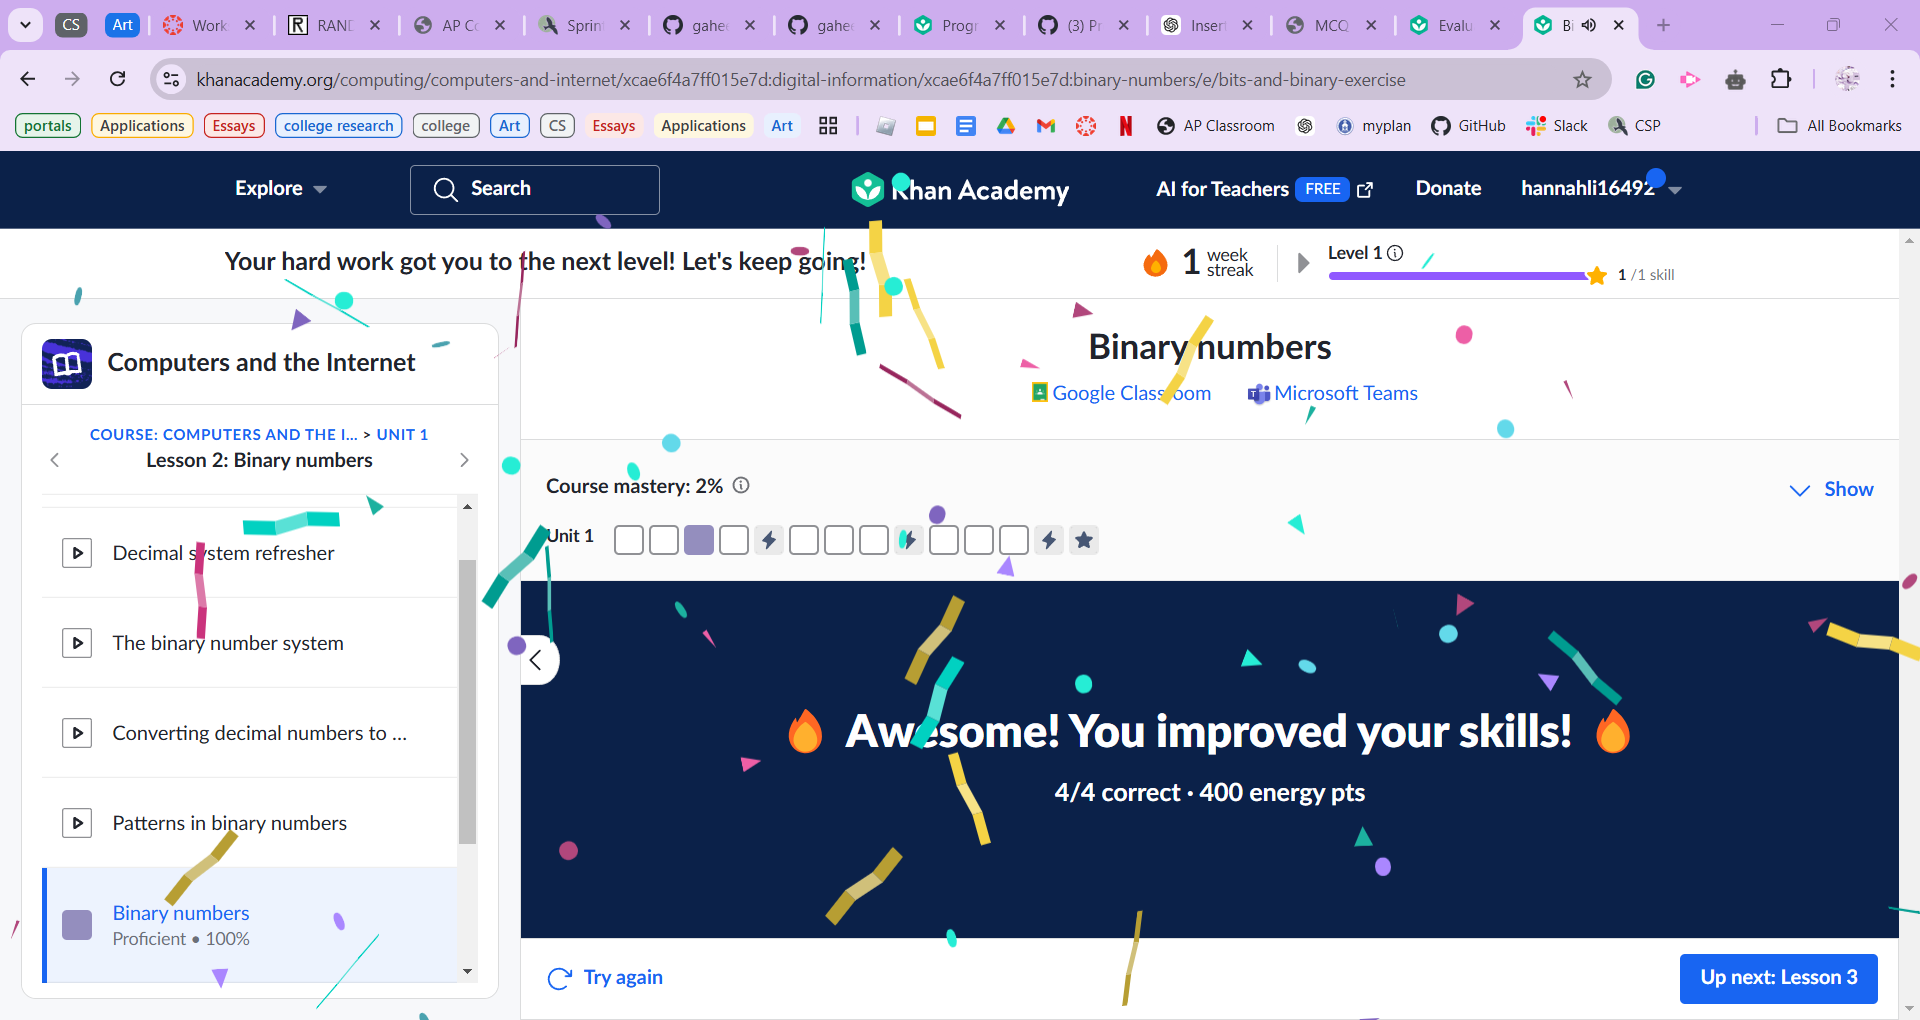 CS
Art
Work
RAND
AP Co
Sprin
gahee
gahee
Progr
(3) Pr
Insert
MCQ
Evalu
Bi
khanacademy.org/computing/computers-and-internet/xcae6f4a7ff015e7d:digital-information/xcae6f4a7ff015e7d:binary-numbers/e/bits-and-binary-exercise
portals
Applications
Essays
college research
college
Art
CS
Essays
Applications
Art
AP Classroom
myplan
GitHub
Slack
CSP
All Bookmarks
Explore
Search
Khan Academy
AI for Teachers FREE
Donate
hannahli16492
Your hard work got you to the next level! Let's keep going!
1 week streak
Level 1
1 /1 skill
Computers and the Internet
COURSE: COMPUTERS AND THE I... > UNIT 1
Lesson 2: Binary numbers
Decimal system refresher
The binary number system
Converting decimal numbers to ...
Patterns in binary numbers
Binary numbers
Proficient • 100%
Binary numbers
Google Classroom
Microsoft Teams
Course mastery: 2%
Show
Unit 1
Awesome! You improved your skills!
4/4 correct · 400 energy pts
Try again
Up next: Lesson 3